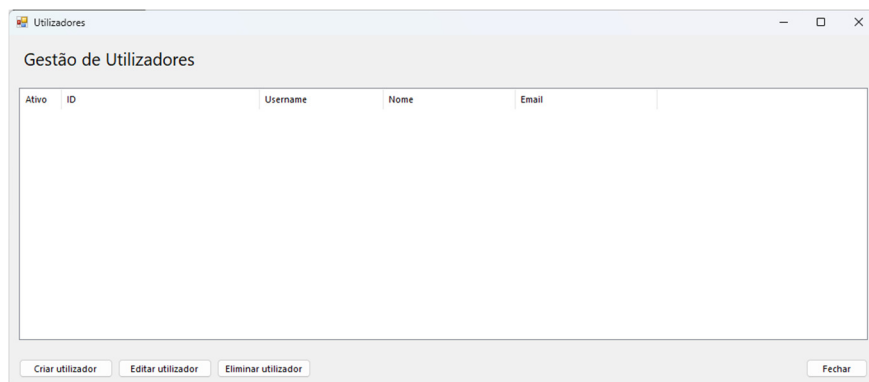 Utilizadores
Gestão de Utilizadores
Ativo ID Username Nome Email
Criar utilizador Editar utilizador Eliminar utilizador Fechar